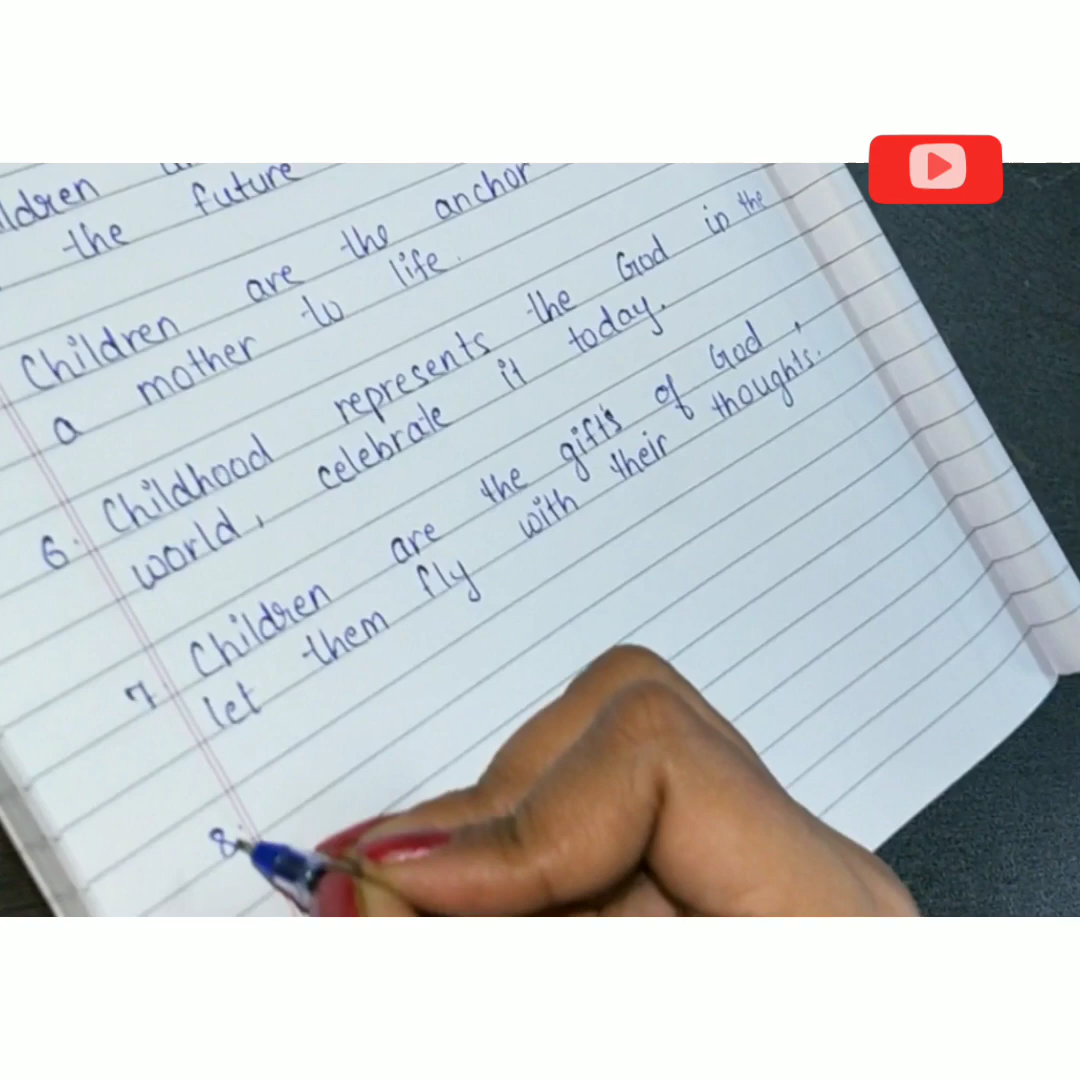 the future
Children are the anchor
a mother to life.
6. Childhood represents the God in the
world, celebrate it today.
7. Children are the gifts of God,
let them fly with their thoughts.
8.